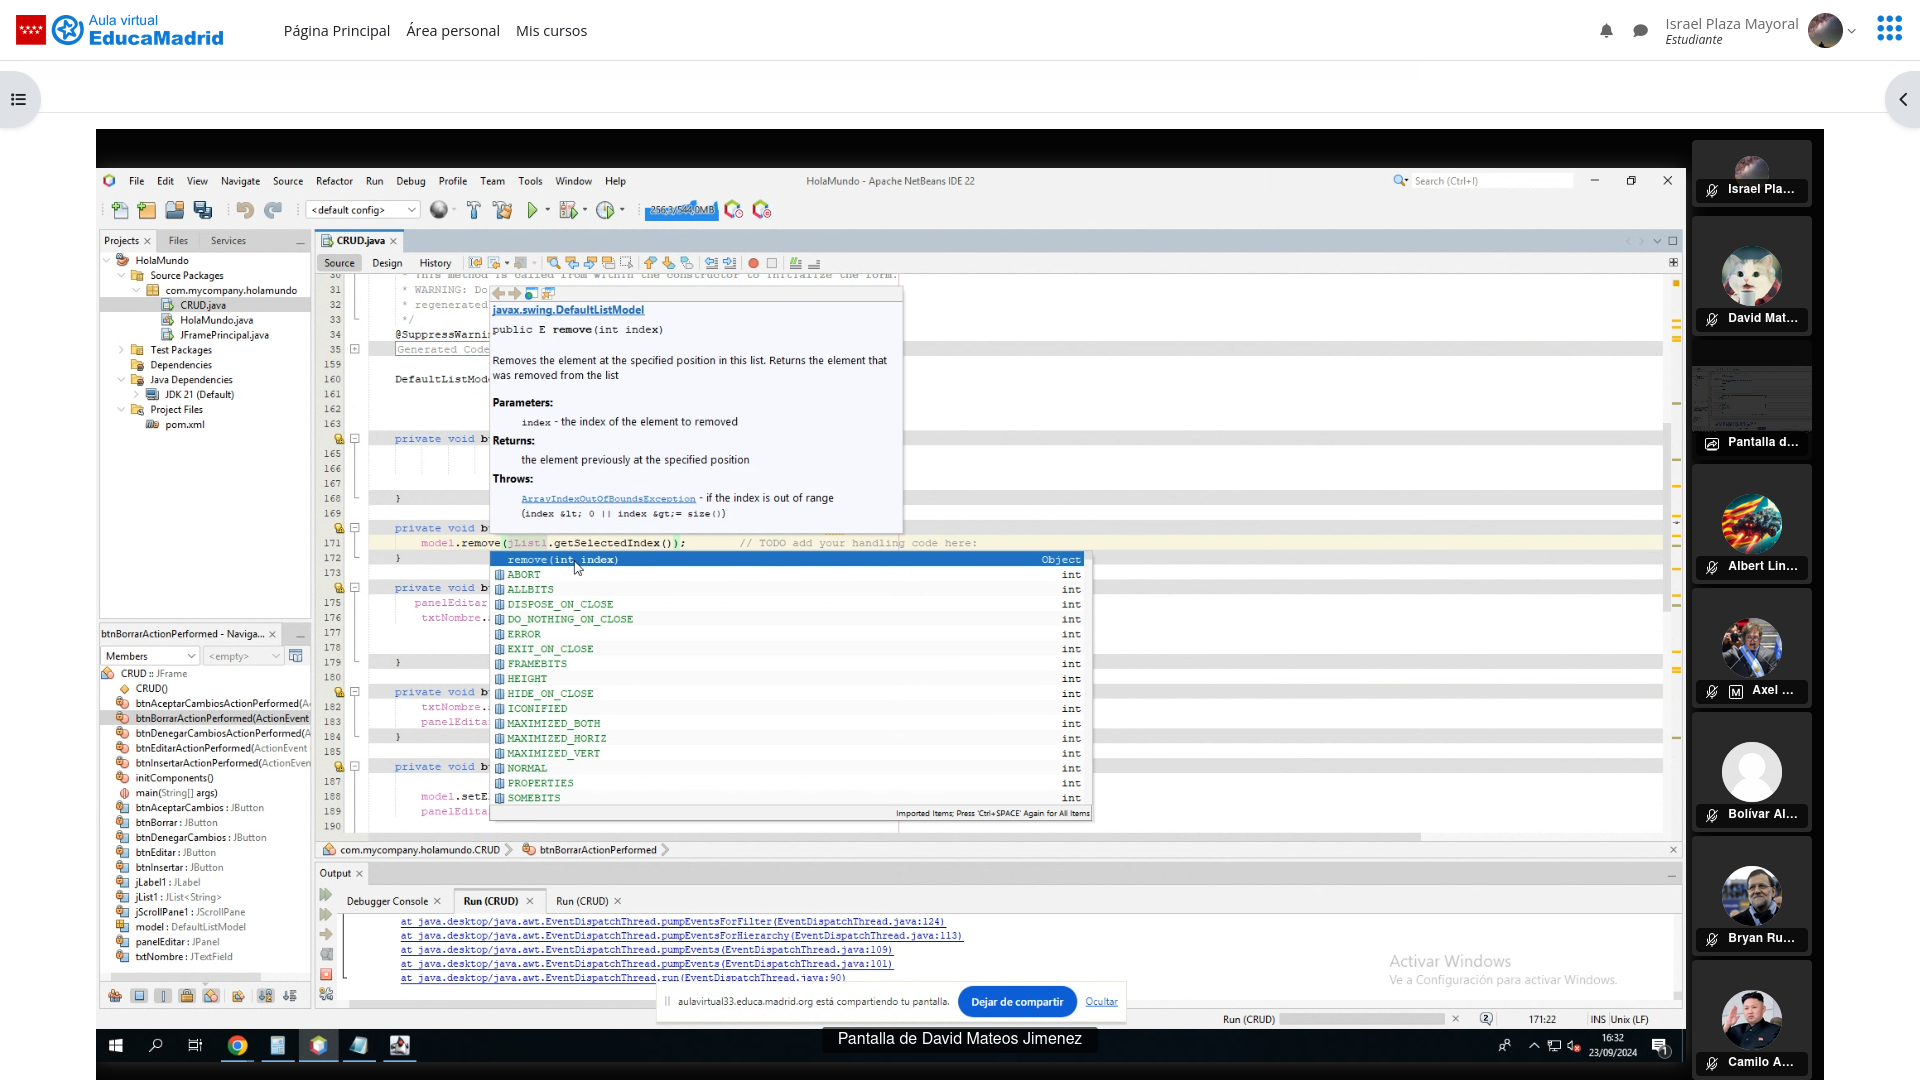 Aula virtual
EducaMadrid
Página Principal Área personal Mis cursos
Israel Plaza Mayoral
Estudiante
File Edit View Navigate Source Refactor Run Debug Profile Team Tools Window Help
HolaMundo - Apache NetBeans IDE 22
Search (Ctrl+I)
<default config>
256,3/544,0MB
Projects Files Services
HolaMundo
Source Packages
com.mycompany.holamundo
CRUD.java
HolaMundo.java
JFramePrincipal.java
Test Packages
Dependencies
Java Dependencies
JDK 21 (Default)
Project Files
pom.xml
btnBorrarActionPerformed - Naviga...
Members <empty>
CRUD :: JFrame
CRUD()
btnAceptarCambiosActionPerformed(A
btnBorrarActionPerformed(ActionEvent
btnDenegarCambiosActionPerformed(A
btnEditarActionPerformed(ActionEvent
btnInsertarActionPerformed(ActionEven
initComponents()
main(String[] args)
btnAceptarCambios : JButton
btnBorrar : JButton
btnDenegarCambios : JButton
btnEditar : JButton
btnInsertar : JButton
jLabel1 : JLabel
jList1 : JList<String>
jScrollPane1 : JScrollPane
model : DefaultListModel
panelEditar : JPanel
txtNombre : JTextField
CRUD.java
Source Design History
30 * This method is called from within the constructor to initialize the form.
31 * WARNING: Do
32 * regenerated
33 */
34 @SuppressWarnin
35 Generated Code
159
160 DefaultListMode
161
162
163
private void b
165
166
167
168 }
169
private void b
171 model.remove(jList1.getSelectedIndex()); // TODO add your handling code here:
172 }
173
private void b
175 panelEditar
176 txtNombre.
177
178
179 }
180
private void b
182 txtNombre.
183 panelEdita
184 }
185
private void b
187
188 model.setE
189 panelEdita
190
javax.swing.DefaultListModel
public E remove(int index)
Removes the element at the specified position in this list. Returns the element that
was removed from the list
Parameters:
index - the index of the element to removed
Returns:
the element previously at the specified position
Throws:
ArrayIndexOutOfBoundsException - if the index is out of range
(index &lt; 0 || index &gt;= size())
remove(int index) Object
ABORT int
ALLBITS int
DISPOSE_ON_CLOSE int
DO_NOTHING_ON_CLOSE int
ERROR int
EXIT_ON_CLOSE int
FRAMEBITS int
HEIGHT int
HIDE_ON_CLOSE int
ICONIFIED int
MAXIMIZED_BOTH int
MAXIMIZED_HORIZ int
MAXIMIZED_VERT int
NORMAL int
PROPERTIES int
SOMEBITS int
Imported Items; Press 'Ctrl+SPACE' Again for All Items
com.mycompany.holamundo.CRUD btnBorrarActionPerformed
Output
Debugger Console Run (CRUD) Run (CRUD)
at java.desktop/java.awt.EventDispatchThread.pumpEventsForFilter(EventDispatchThread.java:124)
at java.desktop/java.awt.EventDispatchThread.pumpEventsForHierarchy(EventDispatchThread.java:113)
at java.desktop/java.awt.EventDispatchThread.pumpEvents(EventDispatchThread.java:109)
at java.desktop/java.awt.EventDispatchThread.pumpEvents(EventDispatchThread.java:101)
at java.desktop/java.awt.EventDispatchThread.run(EventDispatchThread.java:90)
Activar Windows
Ve a Configuración para activar Windows.
aulavirtual33.educa.madrid.org está compartiendo tu pantalla. Dejar de compartir Ocultar
Run (CRUD) 2 171:22 INS Unix (LF)
Pantalla de David Mateos Jimenez
16:32
23/09/2024
1
Israel Pla...
David Mat...
Pantalla d...
Albert Lin...
M Axel ...
Bolívar Al...
Bryan Ru...
Camilo A...